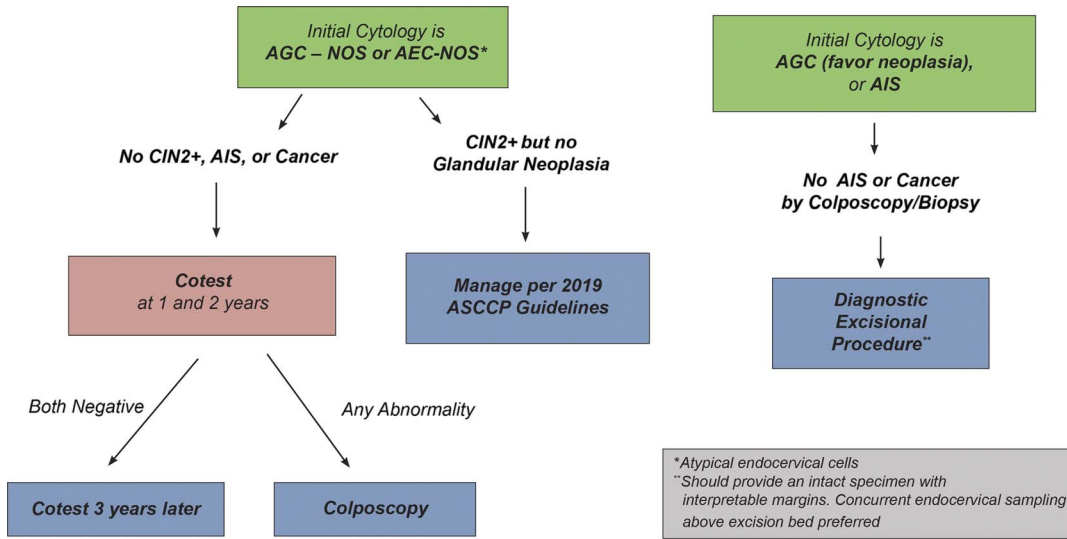 Initial Cytology is
AGC – NOS or AEC-NOS*
No CIN2+, AIS, or Cancer
CIN2+ but no
Glandular Neoplasia
Cotest
at 1 and 2 years
Manage per 2019
ASCCP Guidelines
Both Negative
Any Abnormality
Cotest 3 years later
Colposcopy
Initial Cytology is
AGC (favor neoplasia),
or AIS
No AIS or Cancer
by Colposcopy/Biopsy
Diagnostic
Excisional
Procedure**
*Atypical endocervical cells
**Should provide an intact specimen with
interpretable margins. Concurrent endocervical sampling
above excision bed preferred